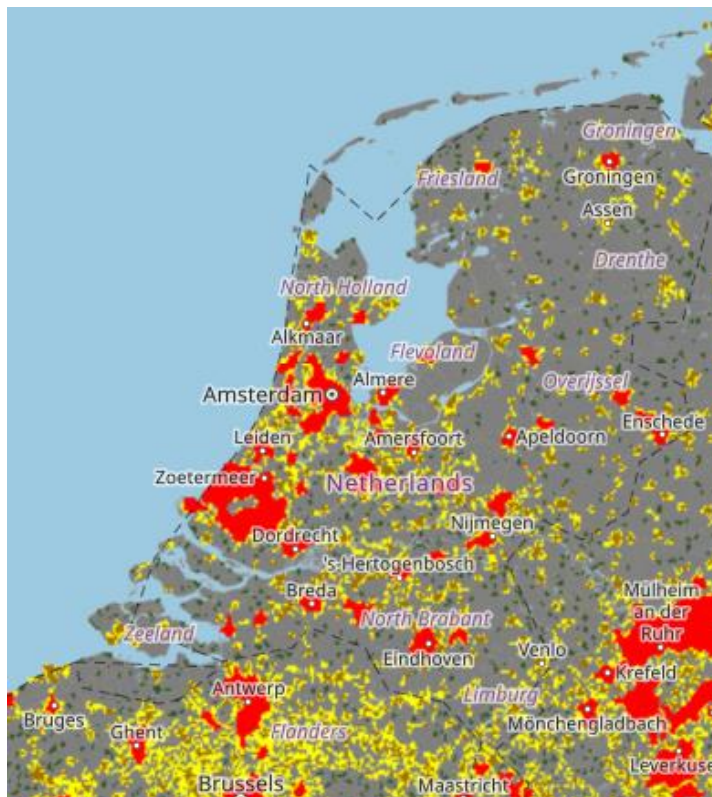 Groningen
Friesland
Groningen
Assen
Drenthe
North Holland
Alkmaar
Flevoland
Overijssel
Amsterdam
Almere
Enschede
Leiden
Amersfoort
Apeldoorn
Zoetermeer
Netherlands
Dordrecht
Nijmegen
's-Hertogenbosch
Breda
North Brabant
Mülheim
an der
Ruhr
Zeeland
Eindhoven
Venlo
Krefeld
Antwerp
Limburg
Bruges
Ghent
Flanders
Mönchengladbach
Leverkuse
Brussels
Maastricht